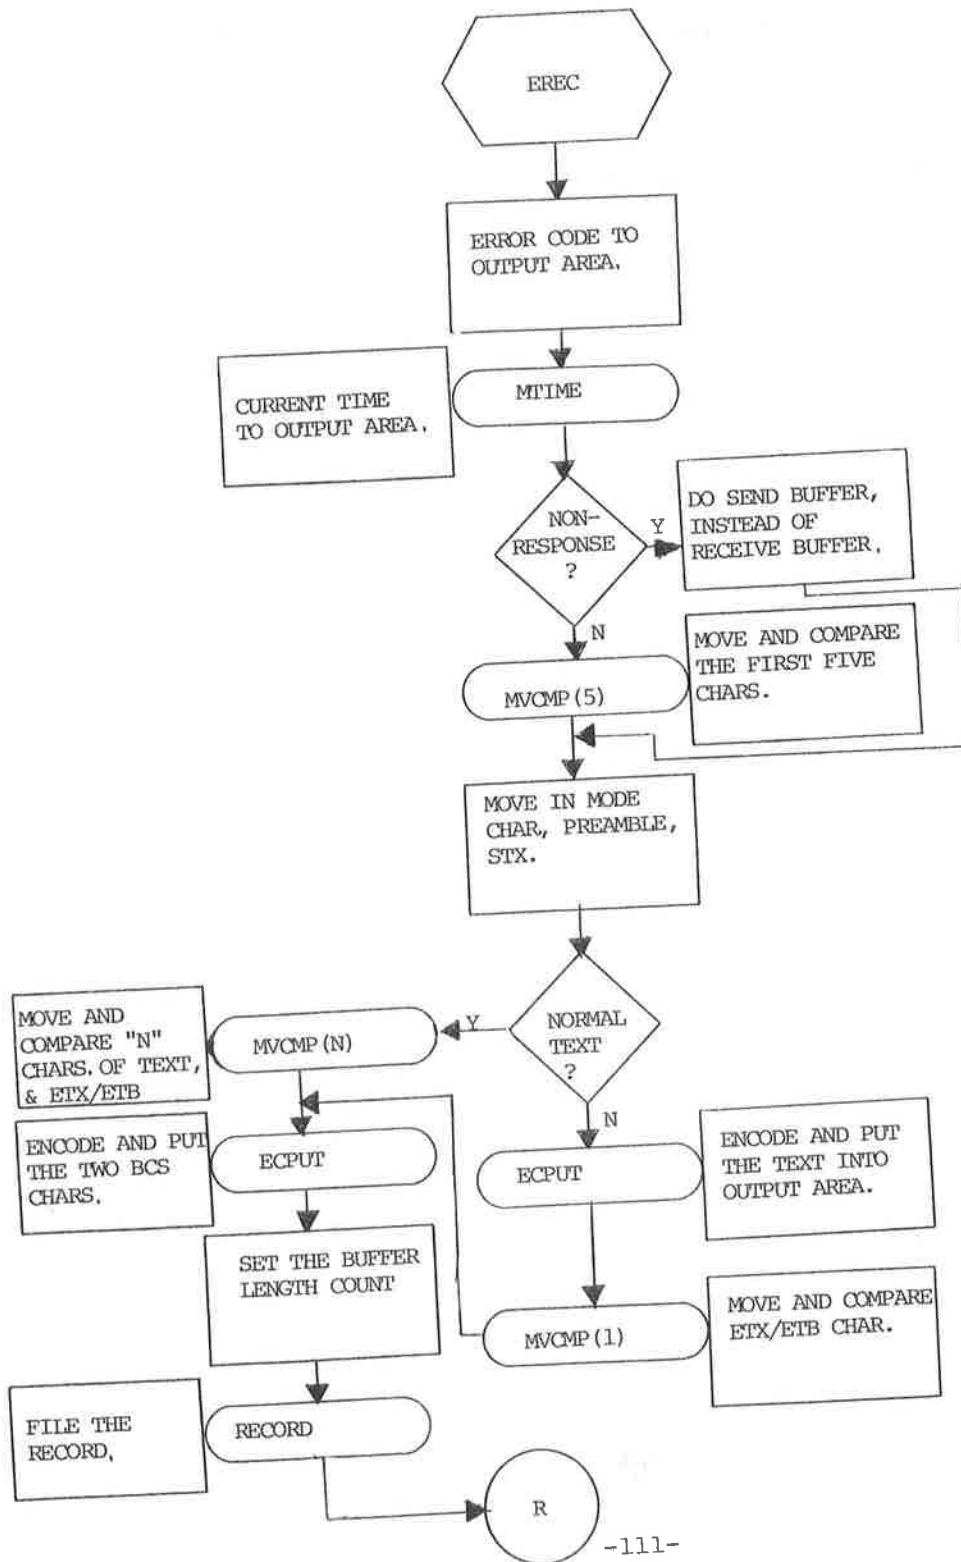 EREC
ERROR CODE TO
OUTPUT AREA.
MTIME
CURRENT TIME
TO OUTPUT AREA.
NON-
RESPONSE
?
Y
DO SEND BUFFER,
INSTEAD OF
RECEIVE BUFFER.
N
MVCMP(5)
MOVE AND COMPARE
THE FIRST FIVE
CHARS.
MOVE IN MODE
CHAR, PREAMBLE,
STX.
NORMAL
TEXT
?
Y
MVCMP(N)
MOVE AND
COMPARE "N"
CHARS. OF TEXT,
& ETX/ETB
N
ECPUT
ENCODE AND PUT
THE TEXT INTO
OUTPUT AREA.
ECPUT
ENCODE AND PUT
THE TWO BCS
CHARS.
SET THE BUFFER
LENGTH COUNT
MVCMP(1)
MOVE AND COMPARE
ETX/ETB CHAR.
RECORD
FILE THE
RECORD.
R
-111-